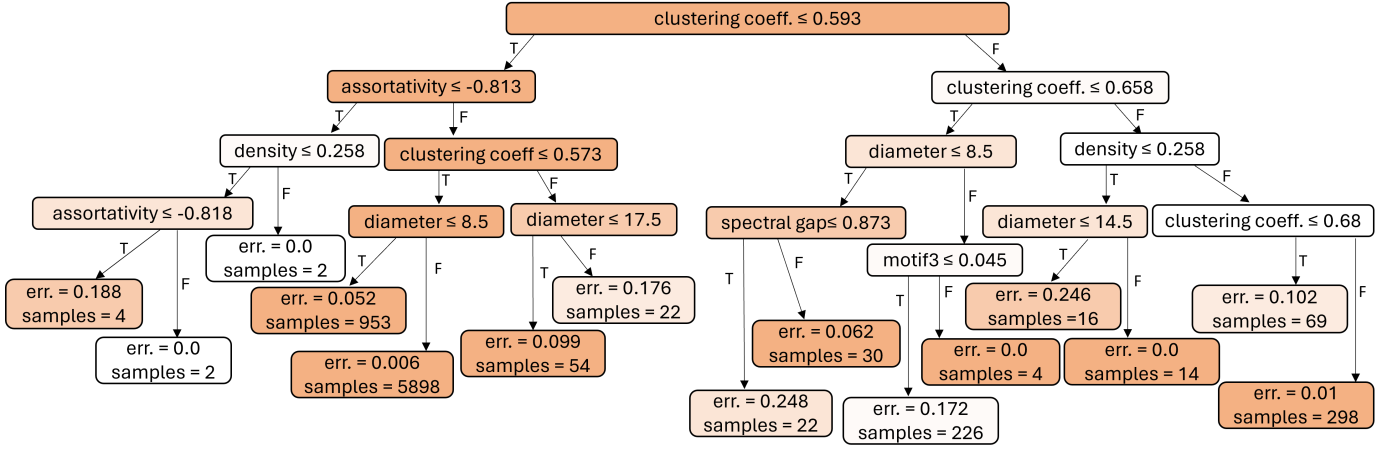 clustering coeff. ≤ 0.593
T
F
assortativity ≤ -0.813
clustering coeff. ≤ 0.658
T
F
T
F
density ≤ 0.258
clustering coeff ≤ 0.573
diameter ≤ 8.5
density ≤ 0.258
T
F
T
F
T
F
T
F
assortativity ≤ -0.818
diameter ≤ 8.5
diameter ≤ 17.5
spectral gap≤ 0.873
diameter ≤ 14.5
clustering coeff. ≤ 0.68
T
F
err. = 0.0
samples = 2
T
F
T
F
T
F
motif3 ≤ 0.045
T
F
T
F
err. = 0.188
samples = 4
err. = 0.052
samples = 953
err. = 0.176
samples = 22
T
F
err. = 0.246
samples =16
err. = 0.102
samples = 69
err. = 0.0
samples = 2
err. = 0.006
samples = 5898
err. = 0.099
samples = 54
err. = 0.062
samples = 30
err. = 0.0
samples = 4
err. = 0.0
samples = 14
err. = 0.248
samples = 22
err. = 0.172
samples = 226
err. = 0.01
samples = 298